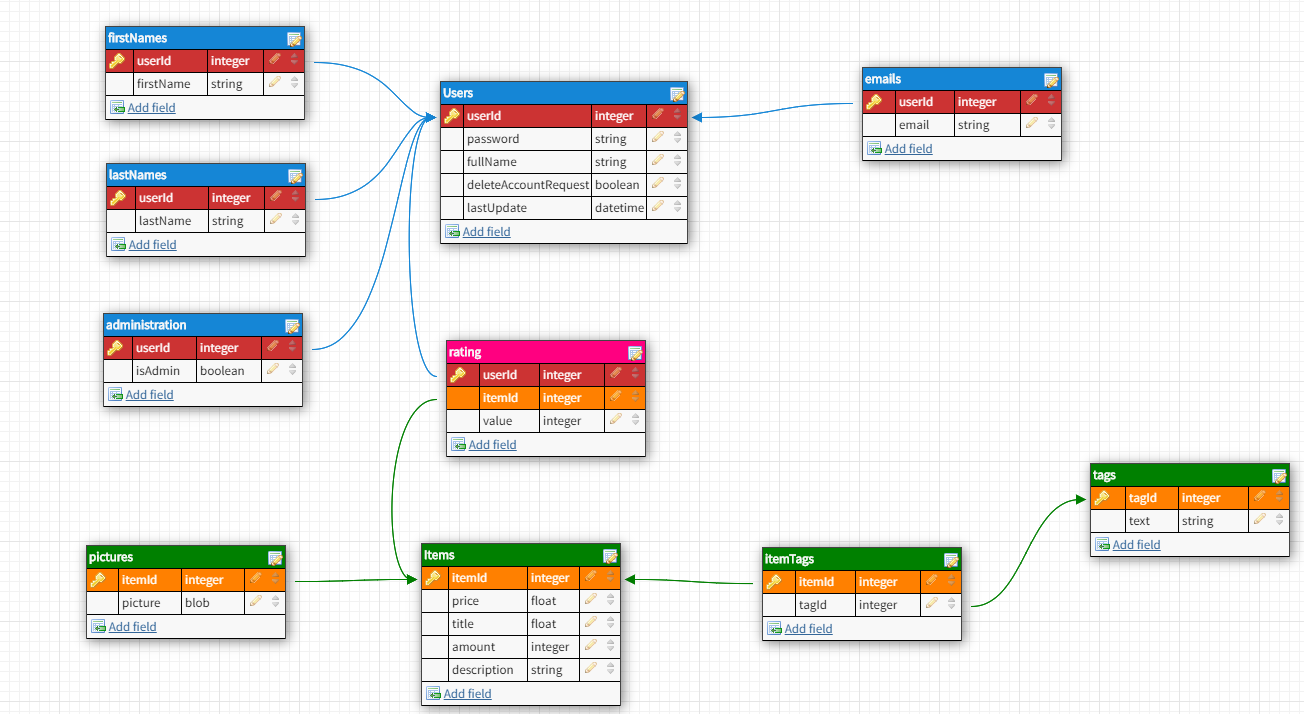 firstNames
userId integer
firstName string
Add field
lastNames
userId integer
lastName string
Add field
administration
userId integer
isAdmin boolean
Add field
Users
userId integer
password string
fullName string
deleteAccountRequest boolean
lastUpdate datetime
Add field
emails
userId integer
email string
Add field
rating
userId integer
itemId integer
value integer
Add field
pictures
itemId integer
picture blob
Add field
Items
itemId integer
price float
title float
amount integer
description string
Add field
itemTags
itemId integer
tagId integer
Add field
tags
tagId integer
text string
Add field